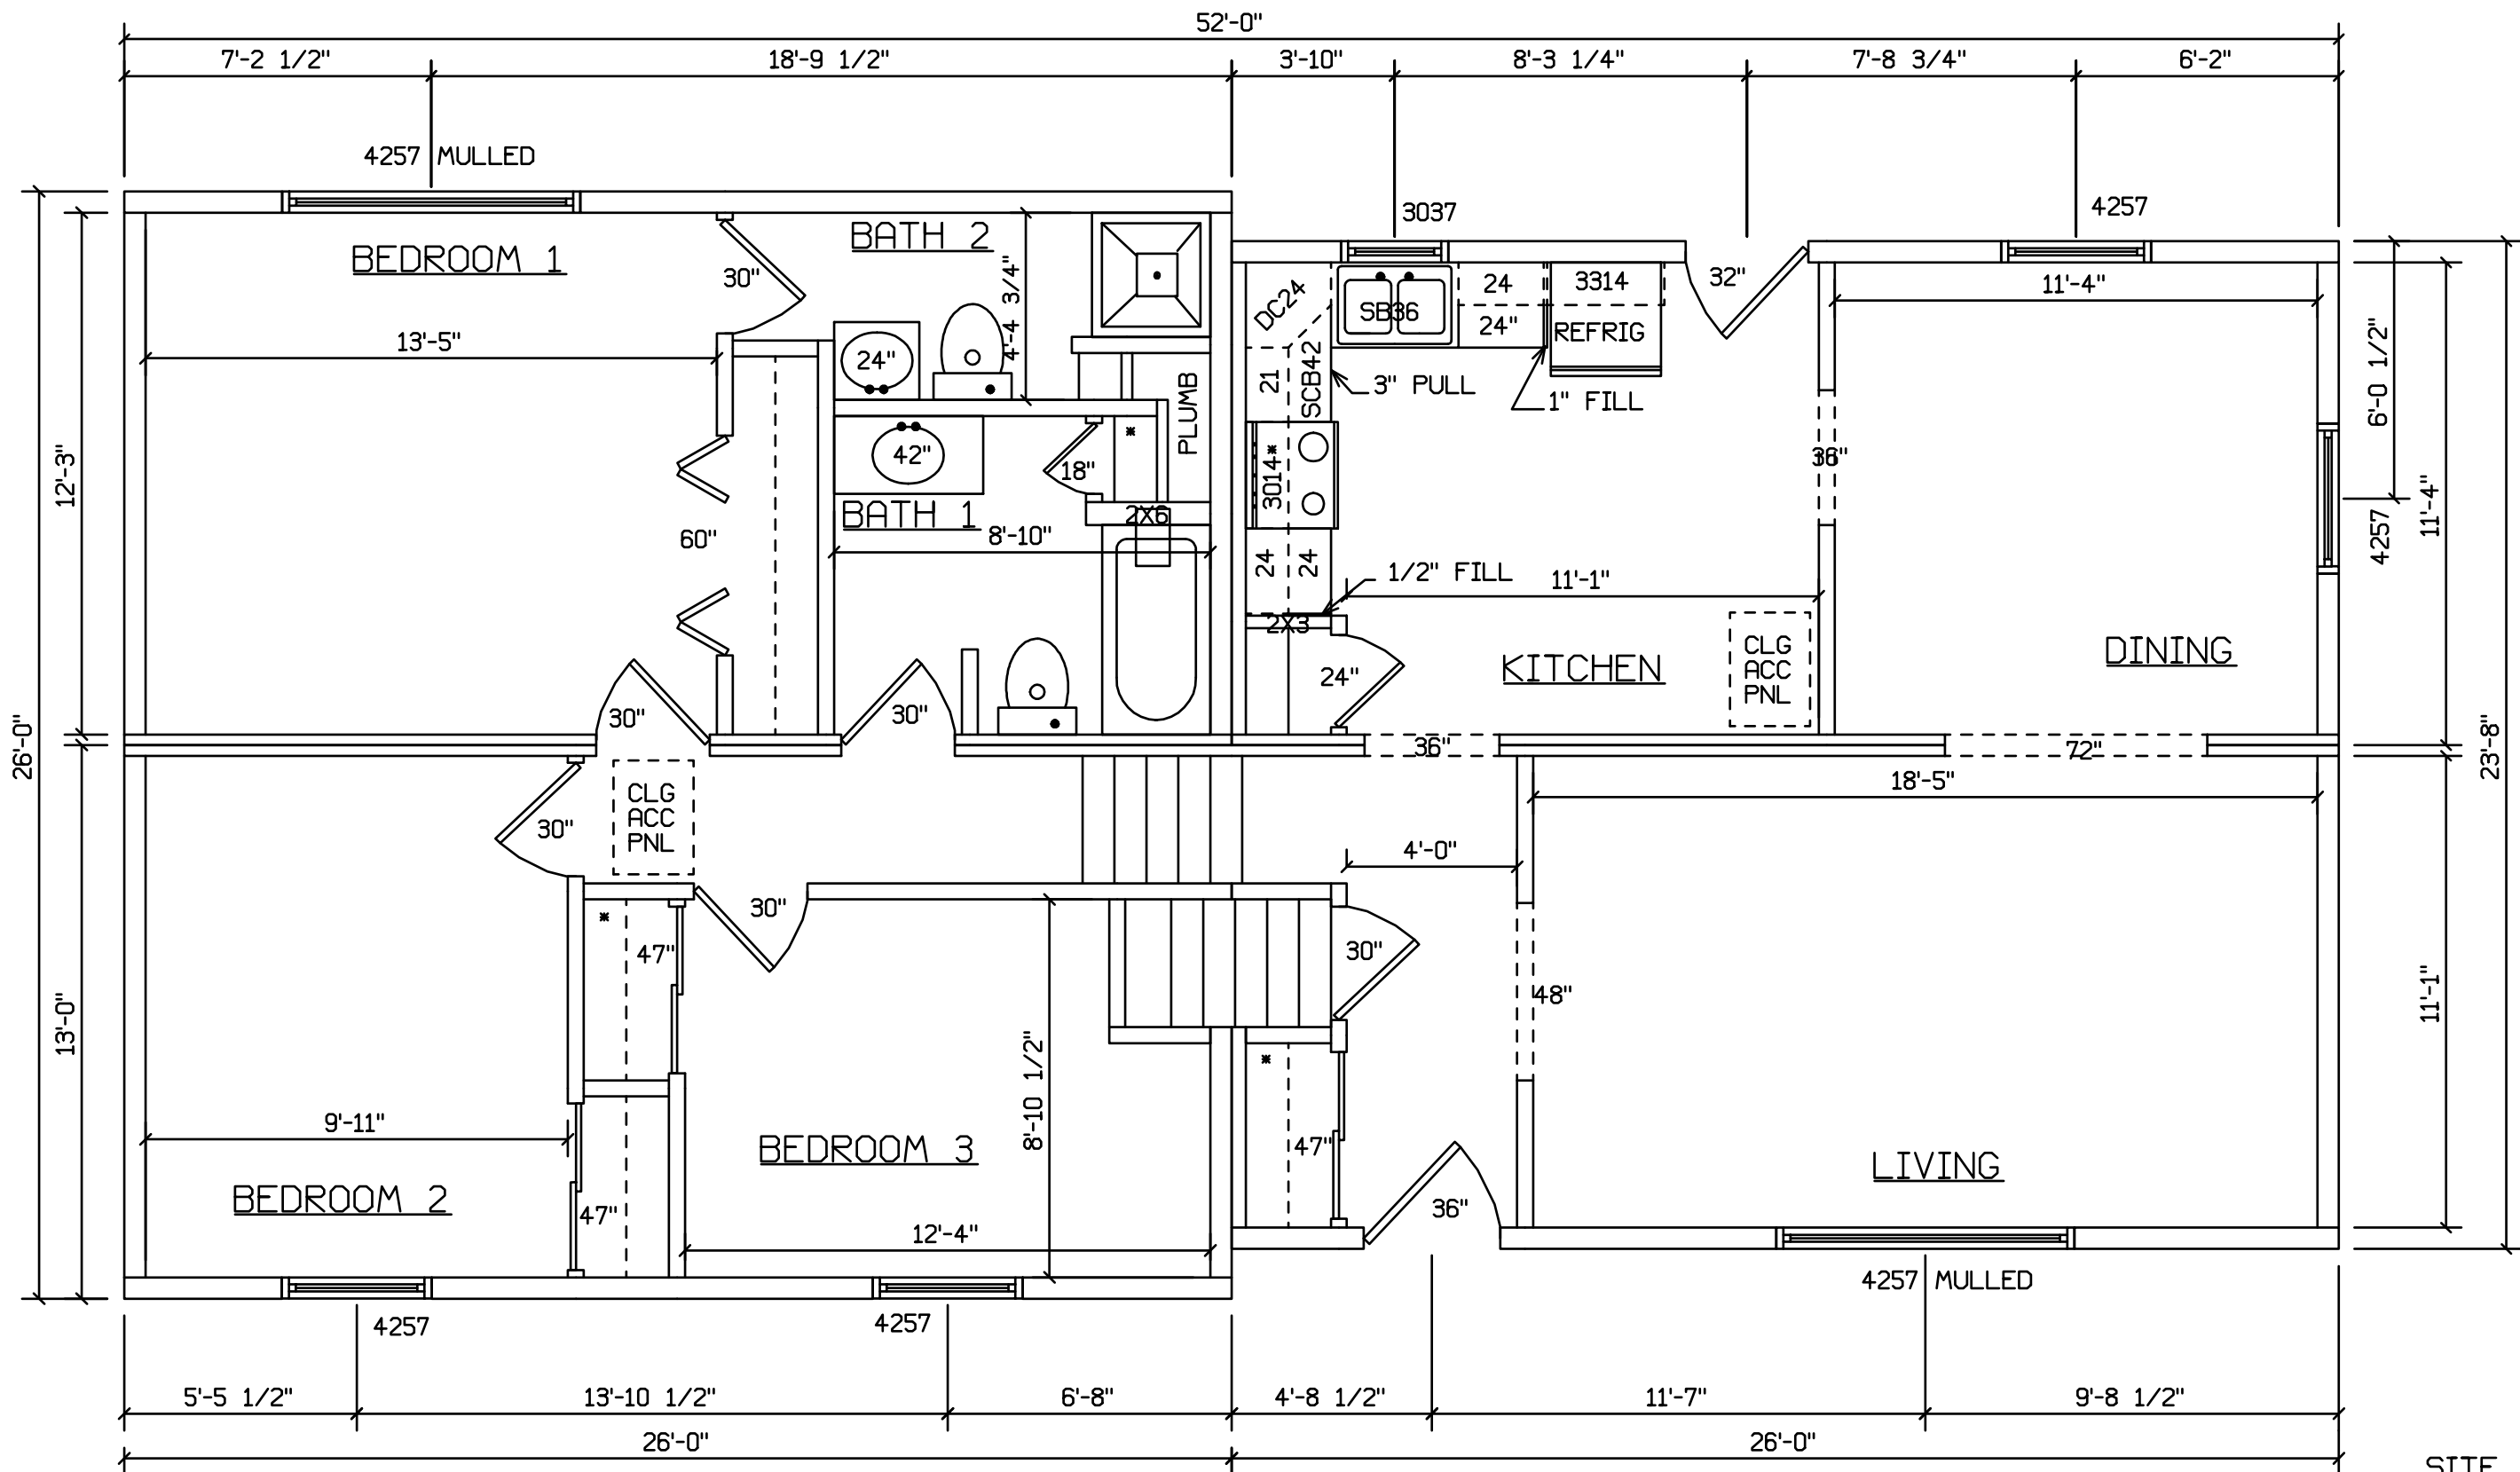 52'-0"
7'-2 1/2"
18'-9 1/2"
3'-10"
8'-3 1/4"
7'-8 3/4"
6'-2"
4257 MULLED
3037
4257
BEDROOM 1
BATH 2
30"
4'-4 3/4"
DC24
SB36
24
24"
3314
REFRIG
32"
11'-4"
13'-5"
24"
21
SCB42
3" PULL
1" FILL
6'-0 1/2"
PLUMB
*
42"
18"
3014*
36"
12'-3"
11'-4"
4257
BATH 1
2X6
8'-10"
60"
24
24
1/2" FILL
11'-1"
2X3
24"
KITCHEN
CLG
ACC
PNL
DINING
30"
30"
26'-0"
36"
72"
23'-8"
18'-5"
30"
CLG
ACC
PNL
4'-0"
30"
*
47"
30"
48"
13'-0"
11'-1"
*
8'-10 1/2"
9'-11"
BEDROOM 3
47"
LIVING
BEDROOM 2
47"
36"
12'-4"
4257 MULLED
4257
4257
5'-5 1/2"
13'-10 1/2"
6'-8"
4'-8 1/2"
11'-7"
9'-8 1/2"
26'-0"
26'-0"
SITE